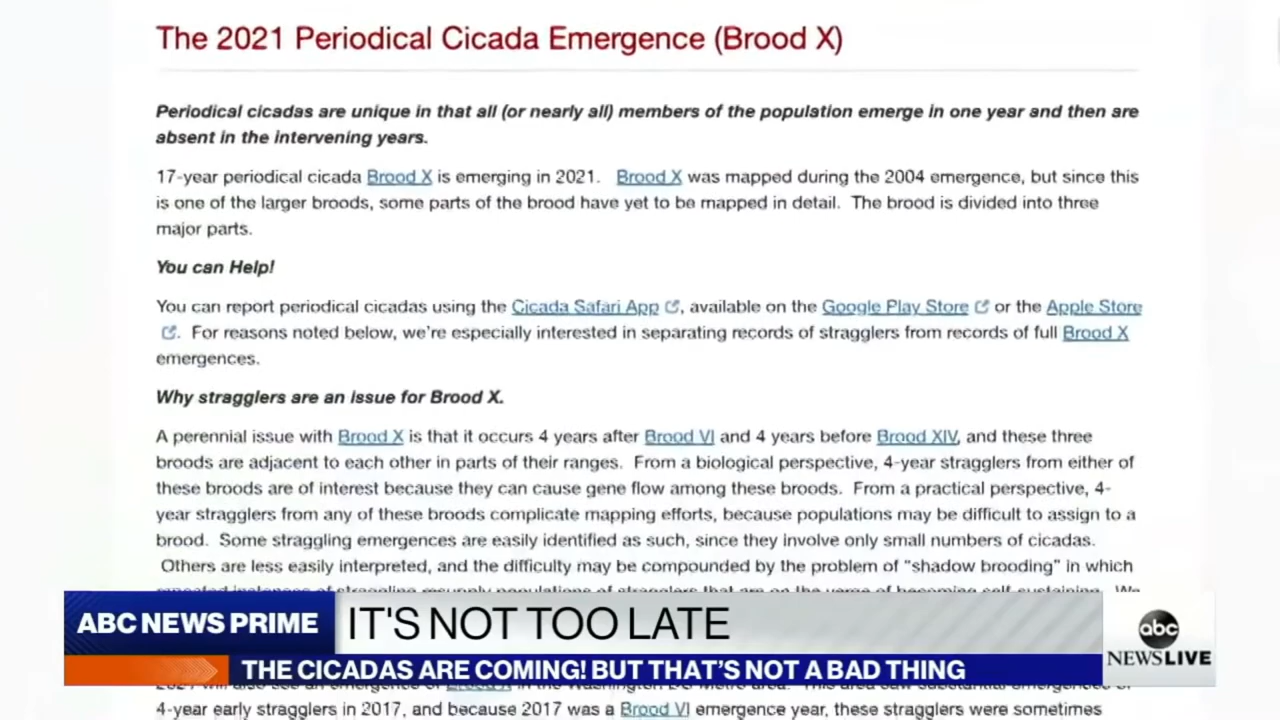 The 2021 Periodical Cicada Emergence (Brood X)
Periodical cicadas are unique in that all (or nearly all) members of the population emerge in one year and then are
absent in the intervening years.
17-year periodical cicada Brood X is emerging in 2021. Brood X was mapped during the 2004 emergence, but since this
is one of the larger broods, some parts of the brood have yet to be mapped in detail. The brood is divided into three
major parts.
You can Help!
You can report periodical cicadas using the Cicada Safari App, available on the Google Play Store or the Apple Store
. For reasons noted below, we're especially interested in separating records of stragglers from records of full Brood X
emergences.
Why stragglers are an issue for Brood X.
A perennial issue with Brood X is that it occurs 4 years after Brood VI and 4 years before Brood XIV, and these three
broods are adjacent to each other in parts of their ranges. From a biological perspective, 4-year stragglers from either of
these broods are of interest because they can cause gene flow among these broods. From a practical perspective, 4-
year stragglers from any of these broods complicate mapping efforts, because populations may be difficult to assign to a
brood. Some straggling emergences are easily identified as such, since they involve only small numbers of cicadas.
Others are less easily interpreted, and the difficulty may be compounded by the problem of "shadow brooding" in which
ABC NEWS PRIME
IT'S NOT TOO LATE
THE CICADAS ARE COMING! BUT THAT'S NOT A BAD THING
abc
NEWSLIVE
4-year early stragglers in 2017, and because 2017 was a Brood VI emergence year, these stragglers were sometimes